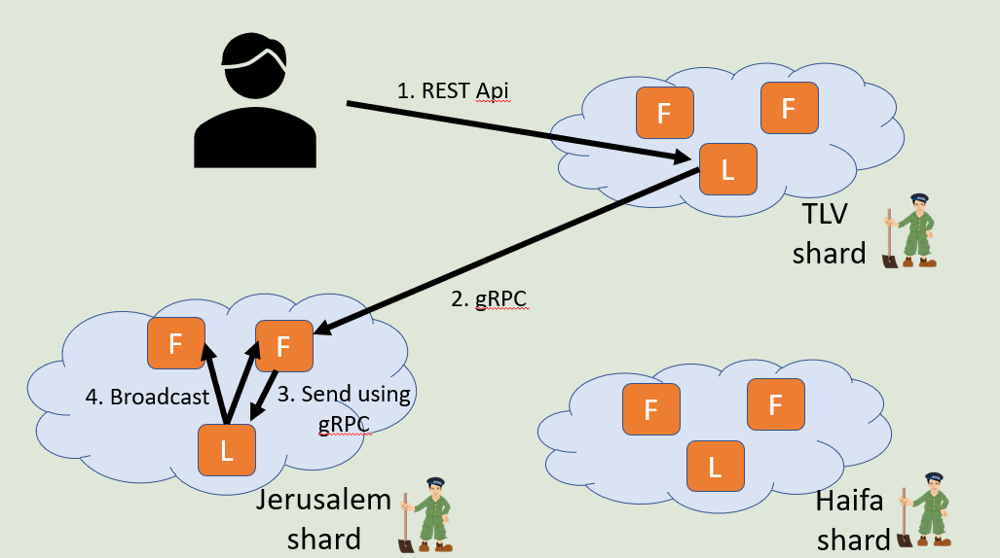 1. REST Api
F
F
L
TLV
shard
2. gRPC
F
F
4. Broadcast
3. Send using
gRPC
L
Jerusalem
shard
F
F
L
Haifa
shard